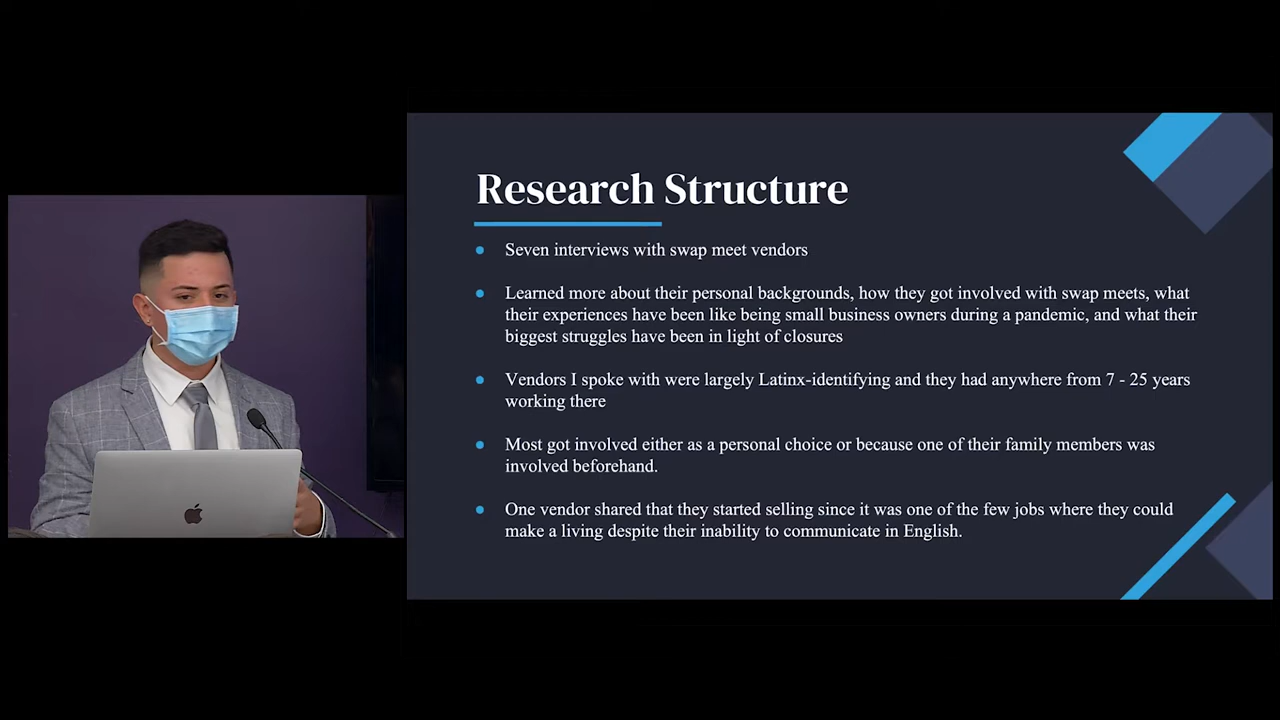 Research Structure
Seven interviews with swap meet vendors
Learned more about their personal backgrounds, how they got involved with swap meets, what
their experiences have been like being small business owners during a pandemic, and what their
biggest struggles have been in light of closures
Vendors I spoke with were largely Latinx-identifying and they had anywhere from 7 - 25 years
working there
Most got involved either as a personal choice or because one of their family members was
involved beforehand.
One vendor shared that they started selling since it was one of the few jobs where they could
make a living despite their inability to communicate in English.